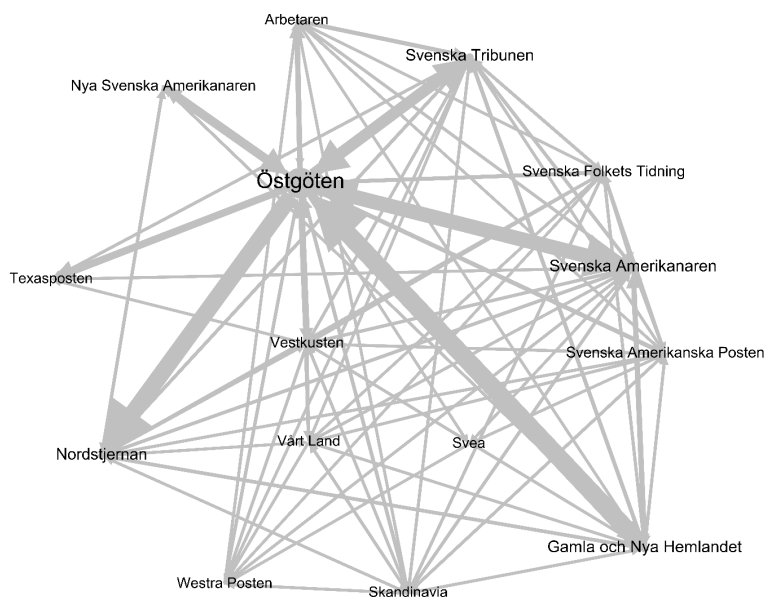 Arbetaren
Svenska Tribunen
Nya Svenska Amerikanaren
Svenska Folkets Tidning
Östgöten
Svenska Amerikanaren
Texasposten
Vestkusten
Svenska Amerikanska Posten
Vårt Land
Svea
Nordstjernan
Gamla och Nya Hemlandet
Westra Posten
Skandinavia